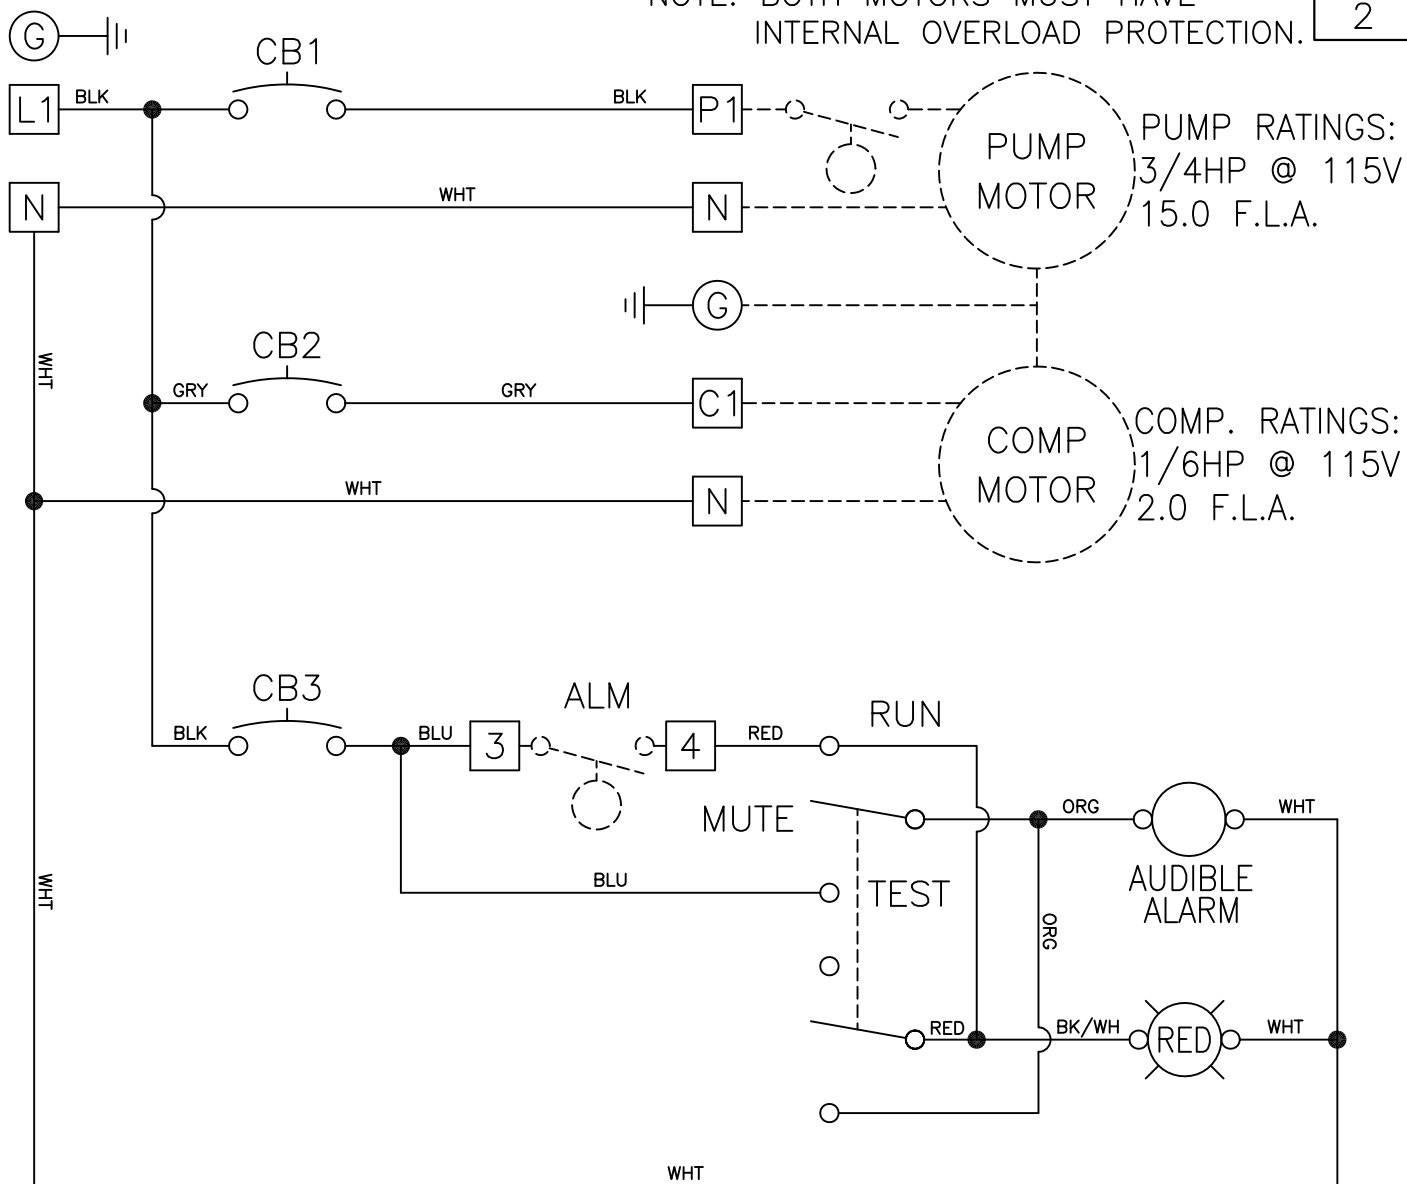 NOTE: BOTH MOTORS MUST HAVE
INTERNAL OVERLOAD PROTECTION.
2
G
CB1
L1
BLK
BLK
P1
PUMP
MOTOR
PUMP RATINGS:
3/4HP @ 115V
15.0 F.L.A.
N
WHT
N
G
WHT
CB2
GRY
GRY
C1
COMP
MOTOR
COMP. RATINGS:
1/6HP @ 115V
2.0 F.L.A.
WHT
N
CB3
BLK
BLU
3
ALM
4
RED
RUN
MUTE
ORG
WHT
AUDIBLE
ALARM
WHT
BLU
TEST
ORG
RED
BK/WH
RED
WHT
WHT